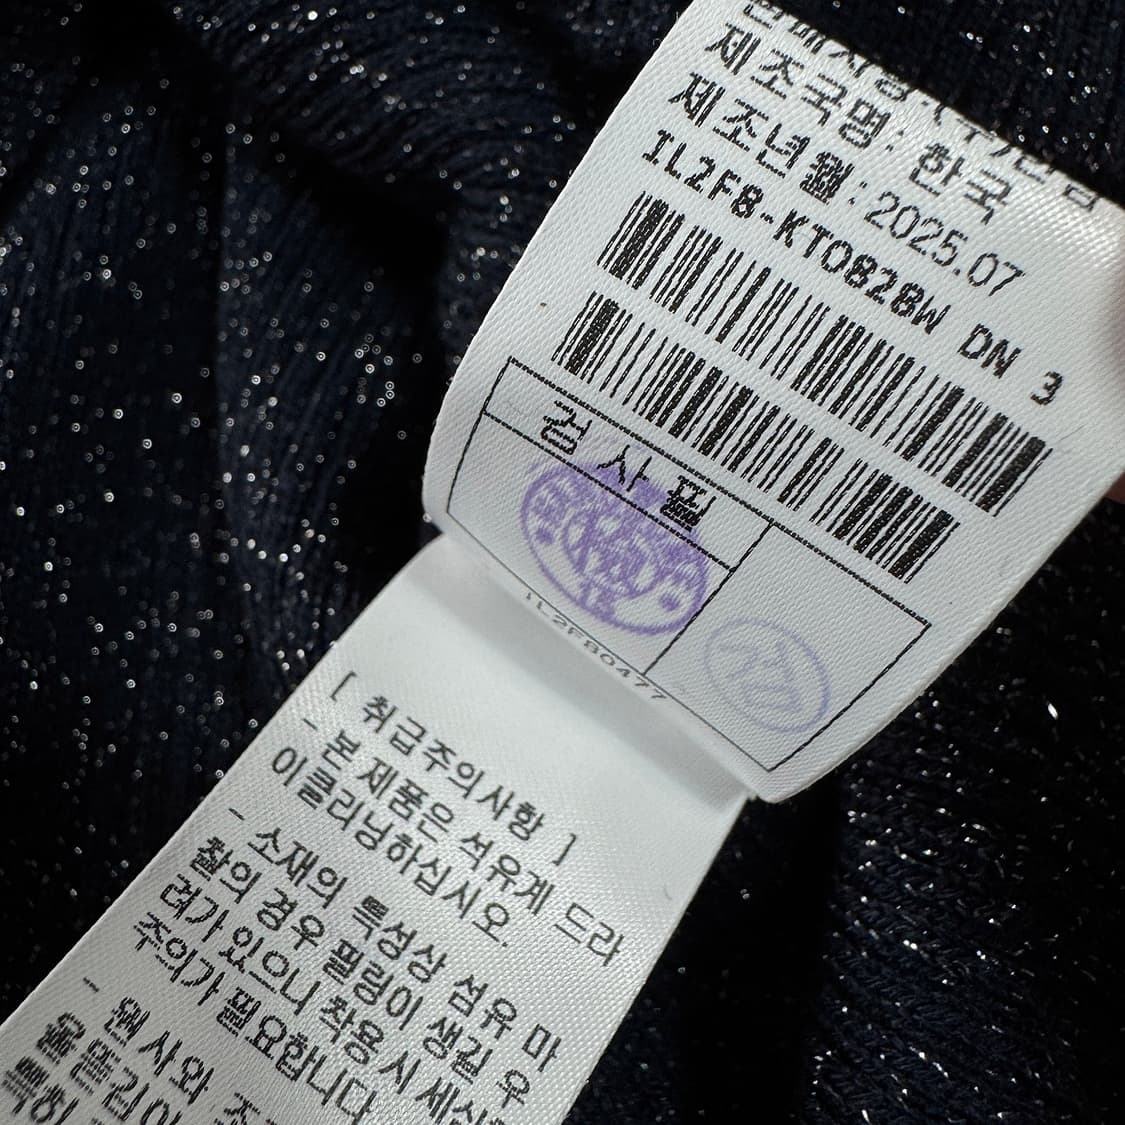 제조국명: 한국
제조년월: 2025.07
IL2F8-KTO828W DN 3
검사필
IL2F80477
[ 취급주의사항 ]
- 본 제품은 석유계 드라
이클리닝하십시오.
- 소재의 특성상 섬유 마
찰의 경우 필링이 생길 우
려가 있으니 착용 시 세심
주의가 필요합니다
- 원사와